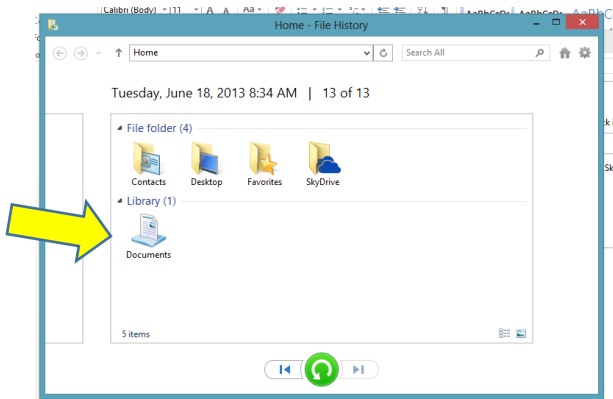 Calibri (Body) 11 A A Aa
Home - File History
Home
Search All
Tuesday, June 18, 2013 8:34 AM | 13 of 13
File folder (4)
Contacts Desktop Favorites SkyDrive
Library (1)
Documents
5 items